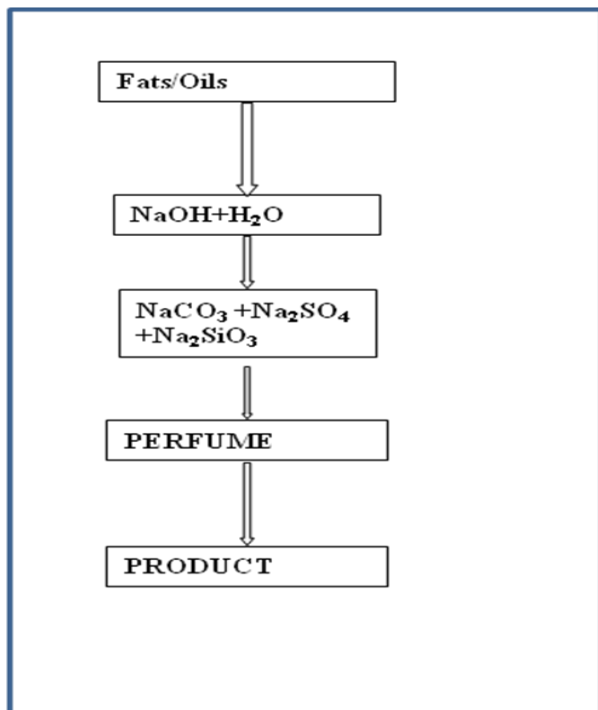 Fats/Oils
NaOH+H₂O
NaCO₃ +Na₂SO₄
+Na₂SiO₃
PERFUME
PRODUCT